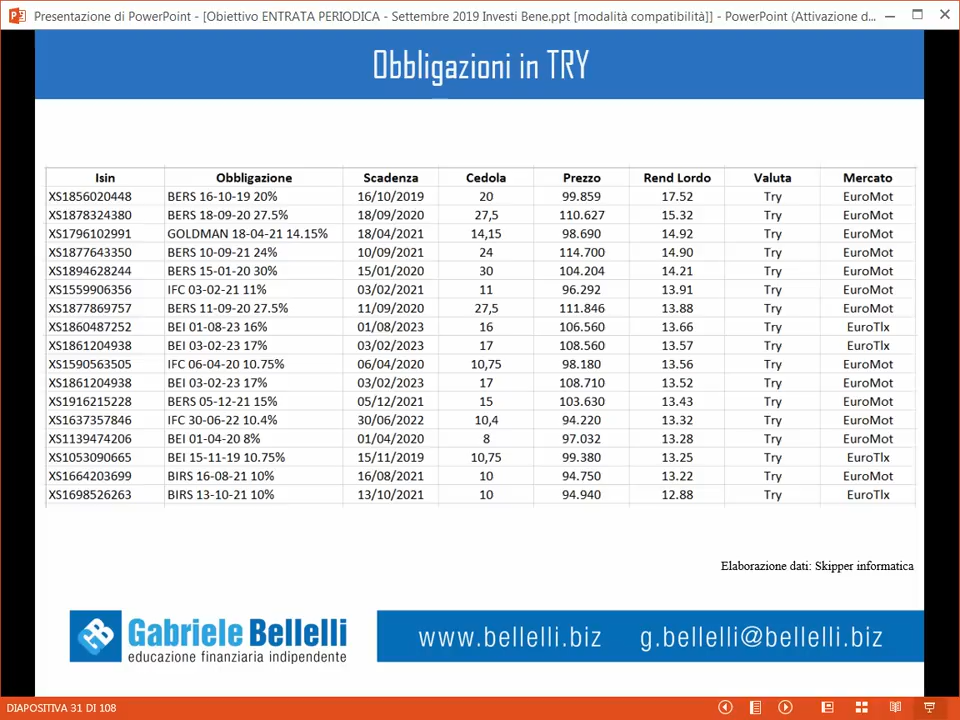 Presentazione di PowerPoint - [Obiettivo ENTRATA PERIODICA - Settembre 2019 Investi Bene.ppt [modalità compatibilità]] - PowerPoint (Attivazione d...
Obbligazioni in TRY
Isin Obbligazione Scadenza Cedola Prezzo Rend Lordo Valuta Mercato
XS1856020448 BERS 16-10-19 20% 16/10/2019 20 99.859 17.52 Try EuroMot
XS1878324380 BERS 18-09-20 27.5% 18/09/2020 27,5 110.627 15.32 Try EuroMot
XS1796102991 GOLDMAN 18-04-21 14.15% 18/04/2021 14,15 98.690 14.92 Try EuroMot
XS1877643350 BERS 10-09-21 24% 10/09/2021 24 114.700 14.90 Try EuroMot
XS1894628244 BERS 15-01-20 30% 15/01/2020 30 104.204 14.21 Try EuroMot
XS1559906356 IFC 03-02-21 11% 03/02/2021 11 96.292 13.91 Try EuroMot
XS1877869757 BERS 11-09-20 27.5% 11/09/2020 27,5 111.846 13.88 Try EuroMot
XS1860487252 BEI 01-08-23 16% 01/08/2023 16 106.560 13.66 Try EuroTlx
XS1861204938 BEI 03-02-23 17% 03/02/2023 17 108.560 13.57 Try EuroTlx
XS1590563505 IFC 06-04-20 10.75% 06/04/2020 10,75 98.180 13.56 Try EuroMot
XS1861204938 BEI 03-02-23 17% 03/02/2023 17 108.710 13.52 Try EuroMot
XS1916215228 BERS 05-12-21 15% 05/12/2021 15 103.630 13.43 Try EuroMot
XS1637357846 IFC 30-06-22 10.4% 30/06/2022 10,4 94.220 13.32 Try EuroMot
XS1139474206 BEI 01-04-20 8% 01/04/2020 8 97.032 13.28 Try EuroMot
XS1053090665 BEI 15-11-19 10.75% 15/11/2019 10,75 99.380 13.25 Try EuroTlx
XS1664203699 BIRS 16-08-21 10% 16/08/2021 10 94.750 13.22 Try EuroMot
XS1698526263 BIRS 13-10-21 10% 13/10/2021 10 94.940 12.88 Try EuroTlx
Elaborazione dati: Skipper informatica
Gabriele Bellelli
educazione finanziaria indipendente
www.bellelli.biz g.bellelli@bellelli.biz
DIAPOSITIVA 31 DI 108